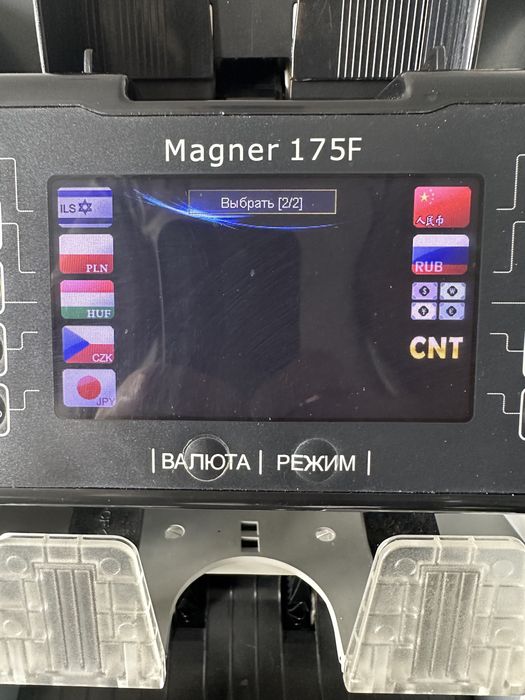 Magner 175F
Выбрать [2/2]
ILS
人民币
PLN
RUB
HUF
$ ¥
€
CZK
CNT
JPY
|ВАЛЮТА| РЕЖИМ |